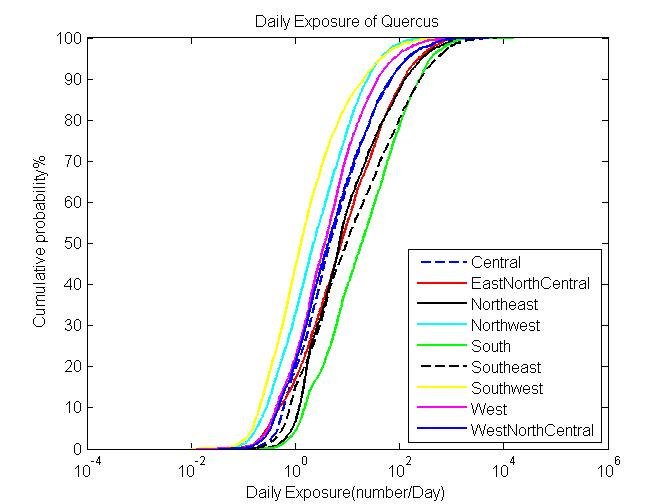 Daily Exposure of Quercus
100
90
80
70
60
50
40
30
20
10
0
Cumulative probability%
Central
EastNorthCentral
Northeast
Northwest
South
Southeast
Southwest
West
WestNorthCentral
10^-4 10^-2 10^0 10^2 10^4 10^6
Daily Exposure(number/Day)